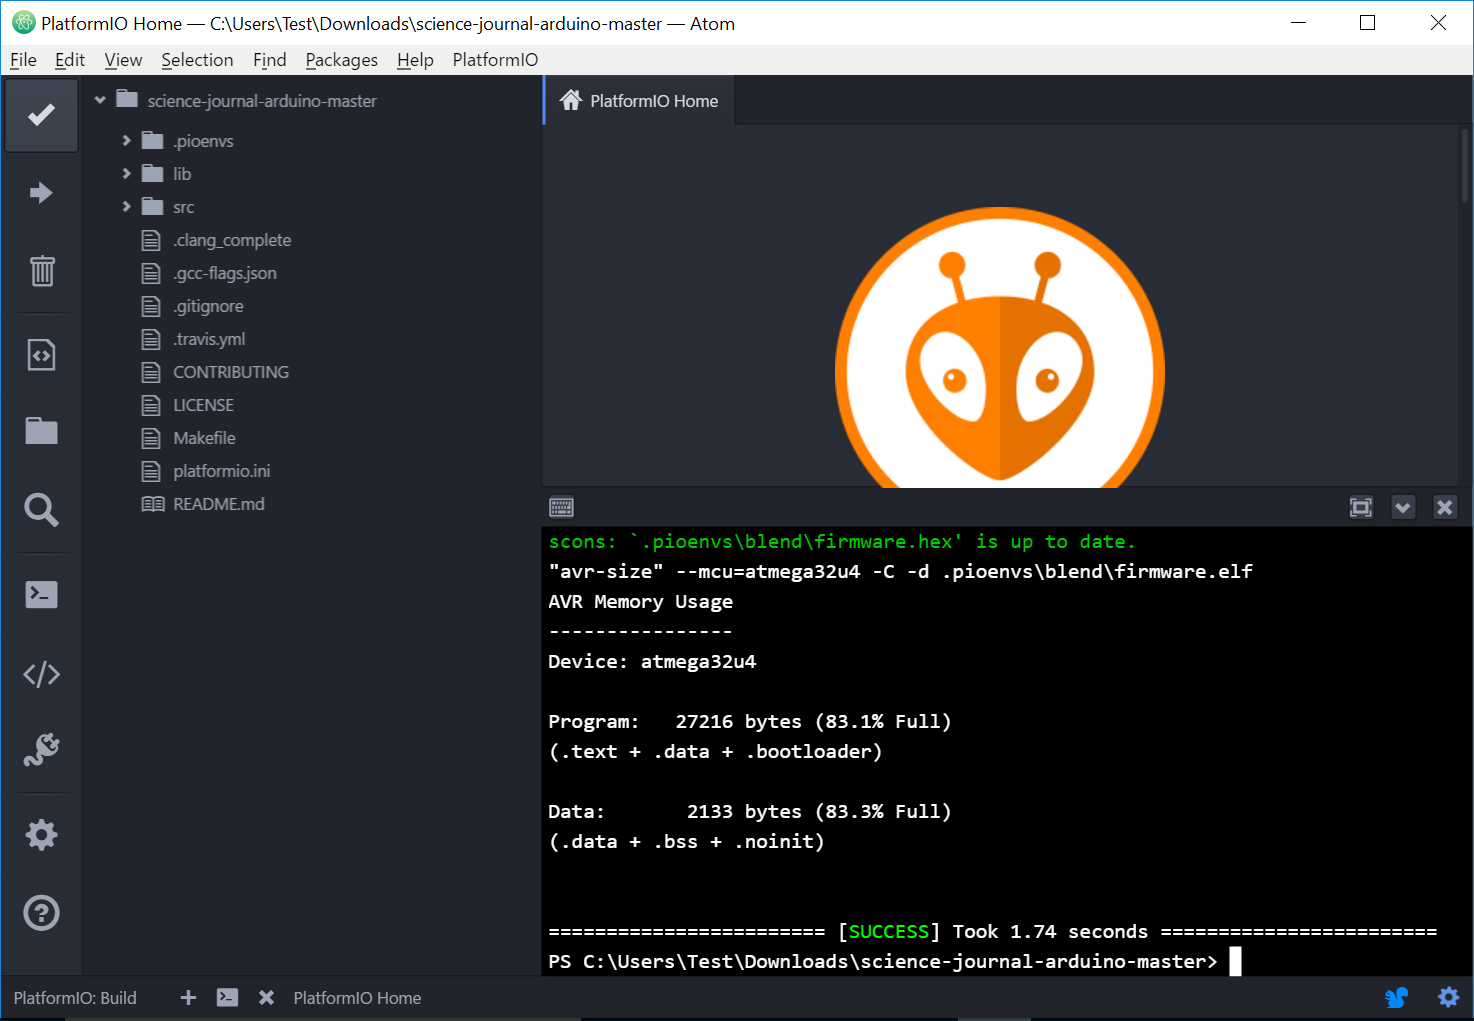 PlatformIO Home — C:\Users\Test\Downloads\science-journal-arduino-master — Atom
File Edit View Selection Find Packages Help PlatformIO
science-journal-arduino-master
.pioenvs
lib
src
.clang_complete
.gcc-flags.json
.gitignore
.travis.yml
CONTRIBUTING
LICENSE
Makefile
platformio.ini
README.md
PlatformIO Home
scons: `.pioenvs\blend\firmware.hex' is up to date.
"avr-size" --mcu=atmega32u4 -C -d .pioenvs\blend\firmware.elf
AVR Memory Usage
----------------
Device: atmega32u4
Program:   27216 bytes (83.1% Full)
(.text + .data + .bootloader)
Data:       2133 bytes (83.3% Full)
(.data + .bss + .noinit)
======================== [SUCCESS] Took 1.74 seconds ========================
PS C:\Users\Test\Downloads\science-journal-arduino-master>
PlatformIO: Build PlatformIO Home